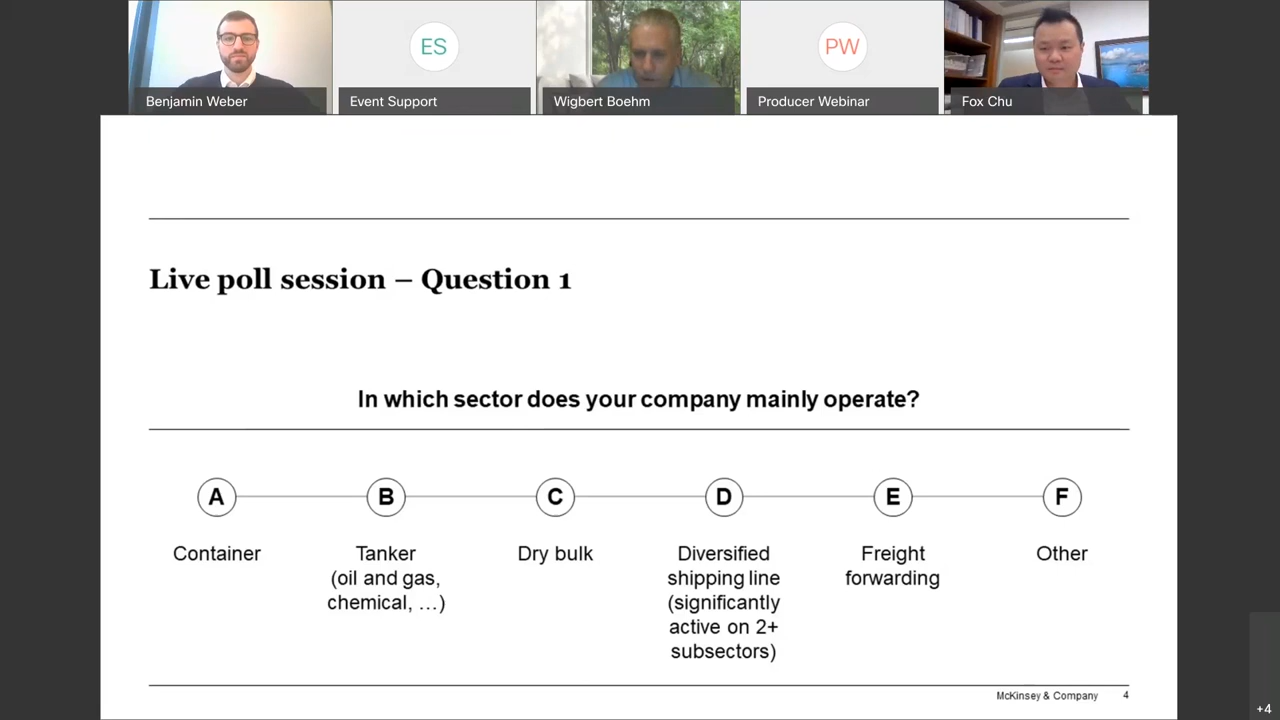 ES
PW
Benjamin Weber
Event Support
Wigbert Boehm
Producer Webinar
Fox Chu
Live poll session – Question 1
In which sector does your company mainly operate?
A
B
C
D
E
F
Container
Tanker
(oil and gas,
chemical, …)
Dry bulk
Diversified
shipping line
(significantly
active on 2+
subsectors)
Freight
forwarding
Other
McKinsey & Company
4
+4